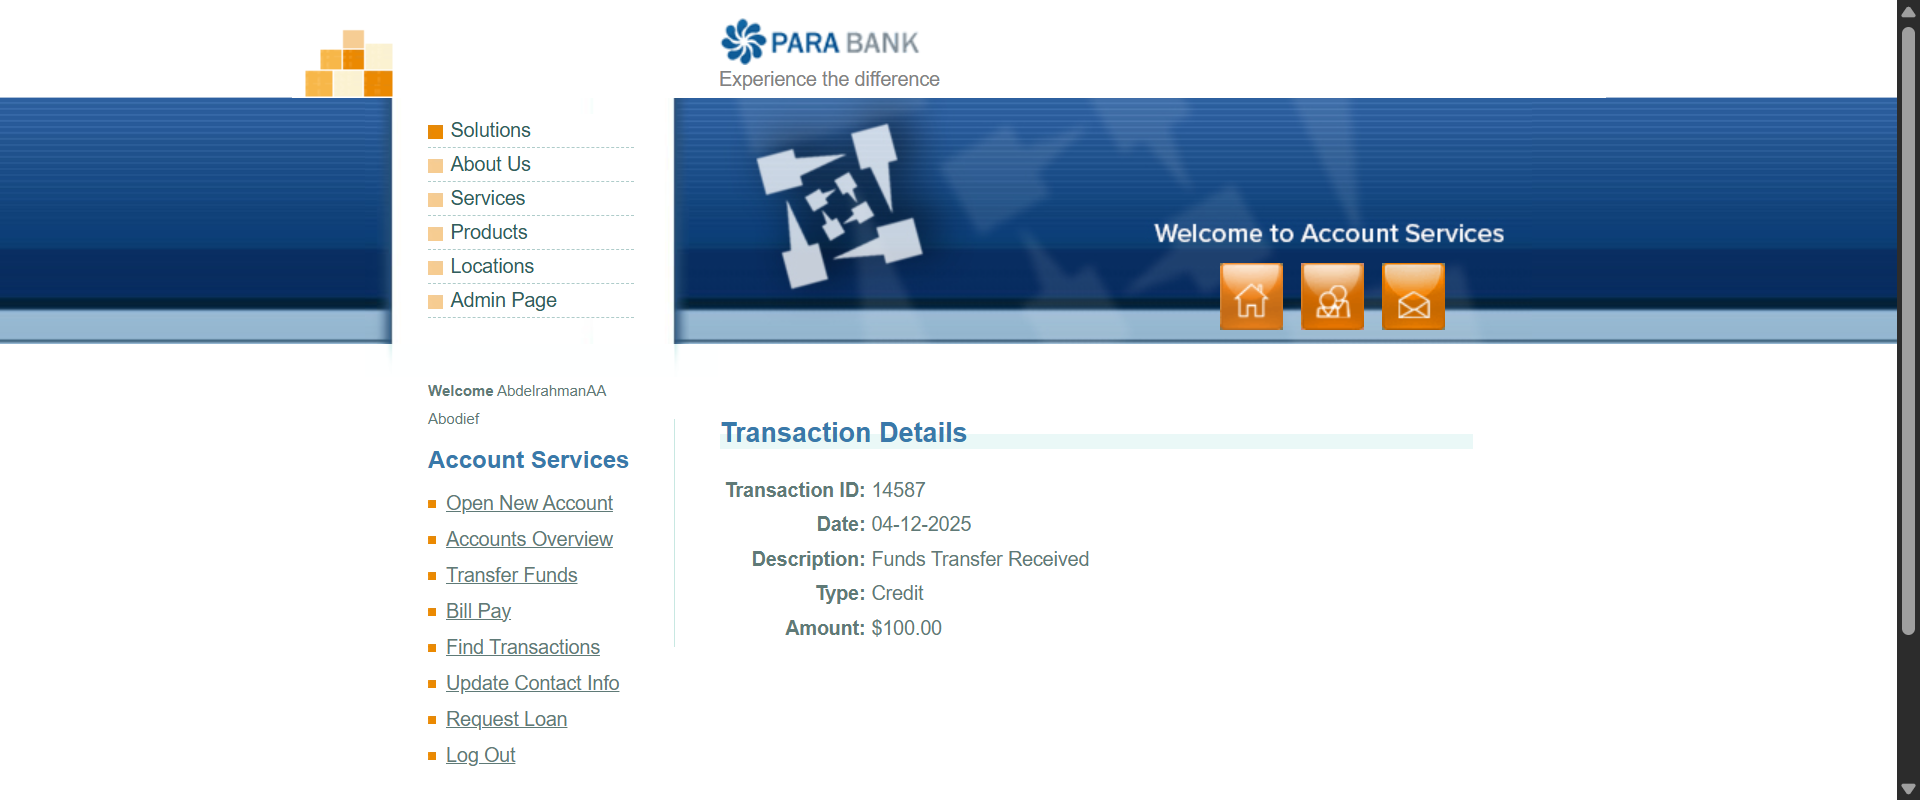 PARA BANK
Experience the difference
Solutions
About Us
Services
Products
Locations
Admin Page
Welcome to Account Services
Welcome AbdelrahmanAA
Abodief
Account Services
Open New Account
Accounts Overview
Transfer Funds
Bill Pay
Find Transactions
Update Contact Info
Request Loan
Log Out
Transaction Details
Transaction ID: 14587
Date: 04-12-2025
Description: Funds Transfer Received
Type: Credit
Amount: $100.00